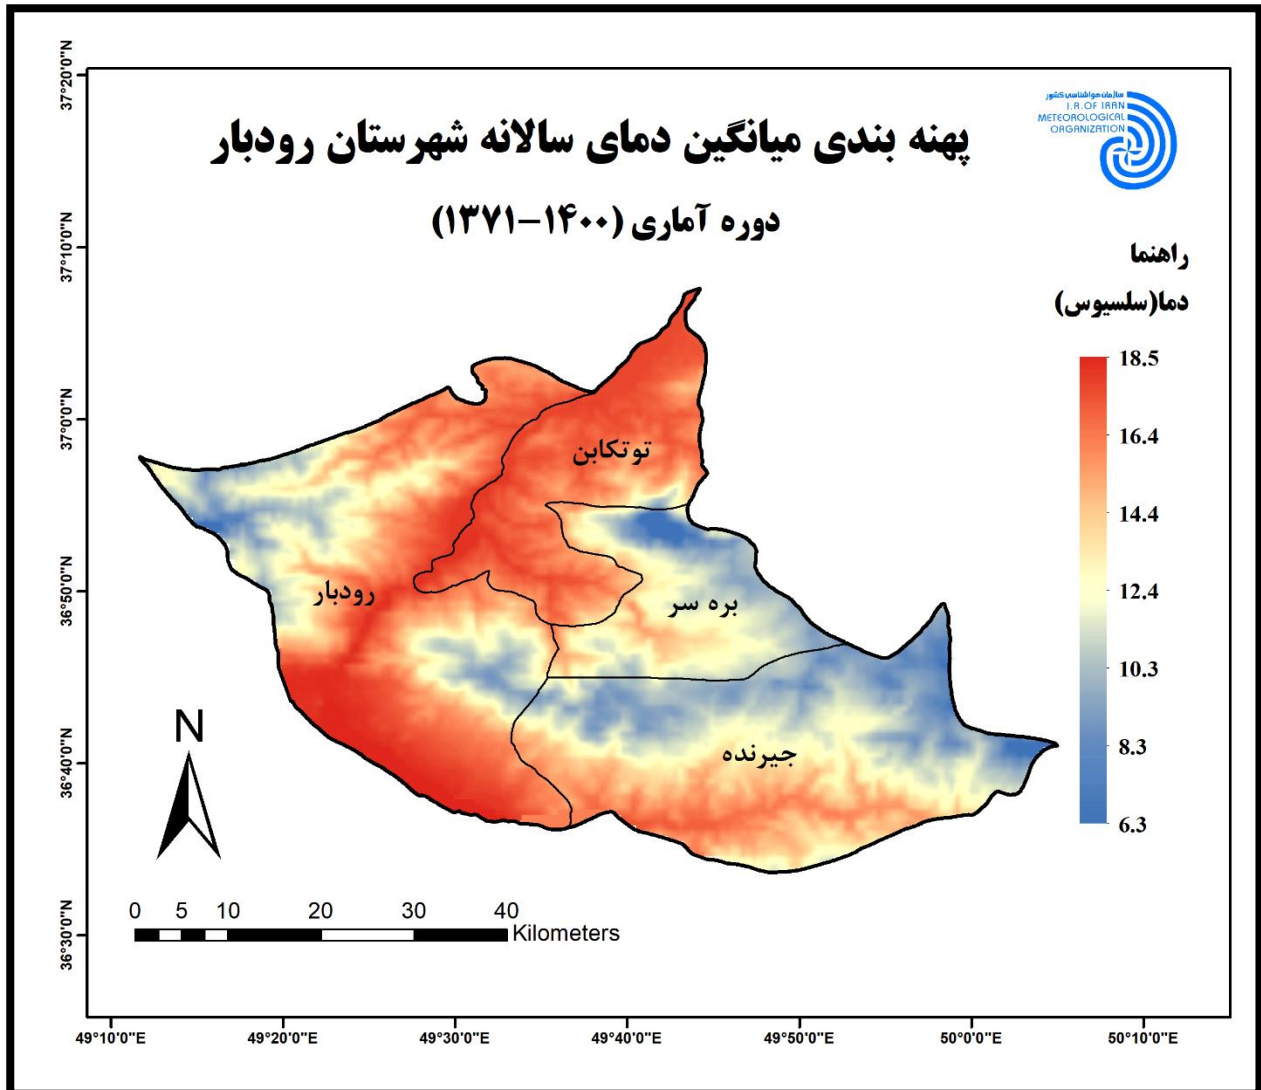 پهنه بندی میانگین دمای سالانه شهرستان رودبار
دوره آماری (۱۴۰۰-۱۳۷۱)
سازمان هواشناسی کشور
I.R.OF IRAN
METEOROLOGICAL
ORGANIZATION
راهنما
دما(سلسیوس)
18.5
16.4
14.4
12.4
10.3
8.3
6.3
توتکابن
رودبار
بره سر
جیرنده
N
0 5 10 20 30 40
Kilometers
37°20'0"N
37°10'0"N
37°0'0"N
36°50'0"N
36°40'0"N
36°30'0"N
49°10'0"E 49°20'0"E 49°30'0"E 49°40'0"E 49°50'0"E 50°0'0"E 50°10'0"E